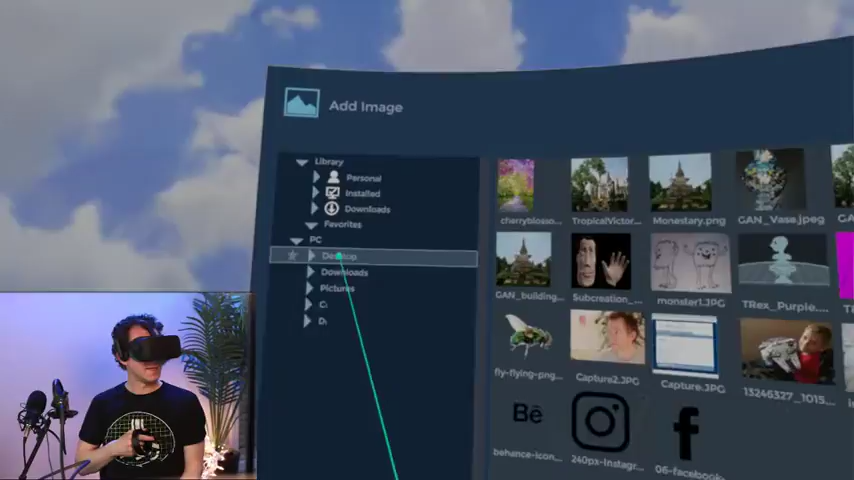 Add Image
Library
Personal
Installed
Downloads
Favorites
PC
Desktop
Downloads
Pictures
C:
D:
cherryblosso... TropicalVictor... Monastary.png GAN_Vase.jpeg
GAN_building... Subcreation_... monster1.JPG TRex_Purple....
fly-flying-png... Capture2.JPG Capture.JPG 13246327_1015...
Bē
behance-icon... 240px-Instagr... 06-facebook-